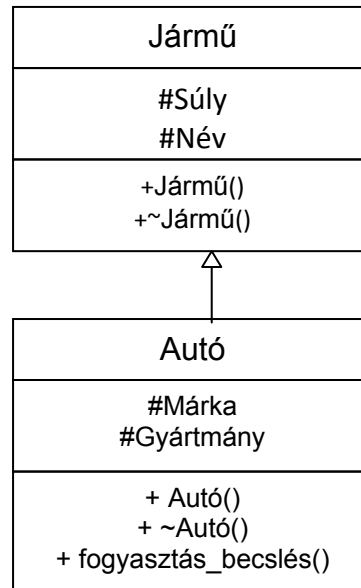 Jármű
#Súly
#Név
+Jármű()
+~Jármű()
Autó
#Márka
#Gyártmány
+ Autó()
+ ~Autó()
+ fogyasztás_becslés()